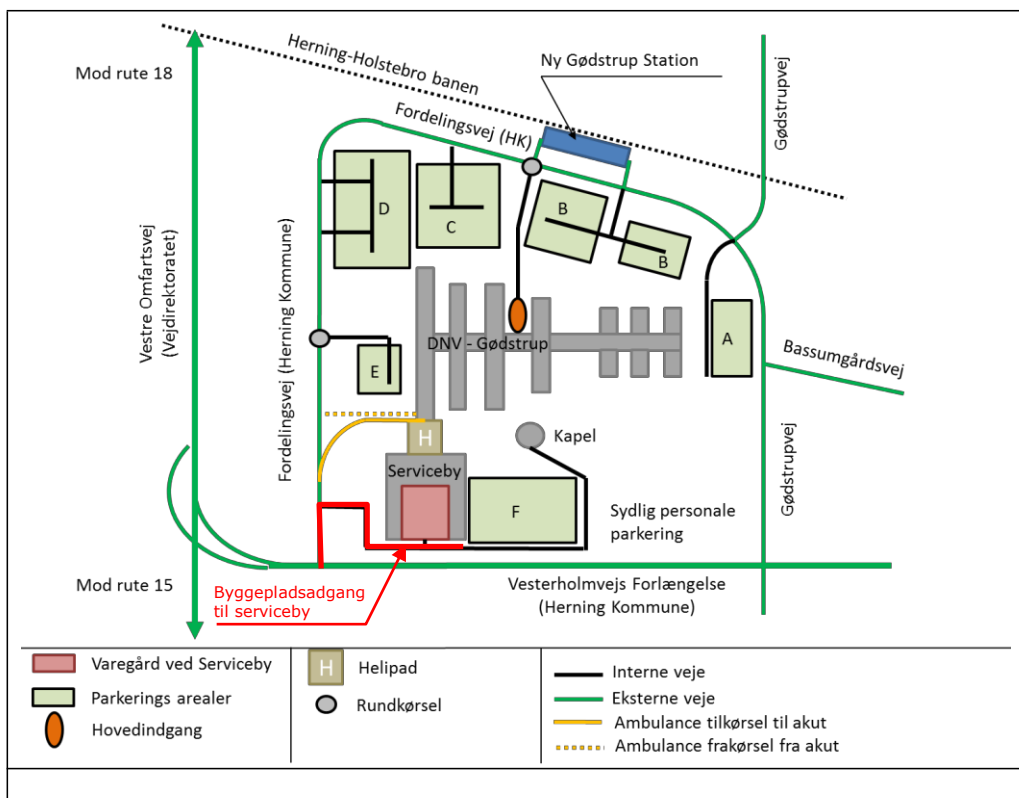 Mod rute 18
Herning-Holstebro banen
Ny Gødstrup Station
Gødstrupvej
Fordelingsvej (HK)
D
C
B
B
A
Vestre Omfartsvej
(Vejdirektoratet)
Fordelingsvej (Herning Kommune)
DNV - Gødstrup
E
Bassumgårdsvej
H
Kapel
Serviceby
F
Sydlig personale
parkering
Gødstrupvej
Mod rute 15
Byggepladsadgang
til serviceby
Vesterholmvejs Forlængelse
(Herning Kommune)
Varegård ved Serviceby
Parkerings arealer
Hovedindgang
H
Helipad
Rundkørsel
Interne veje
Eksterne veje
Ambulance tilkørsel til akut
Ambulance frakørsel fra akut